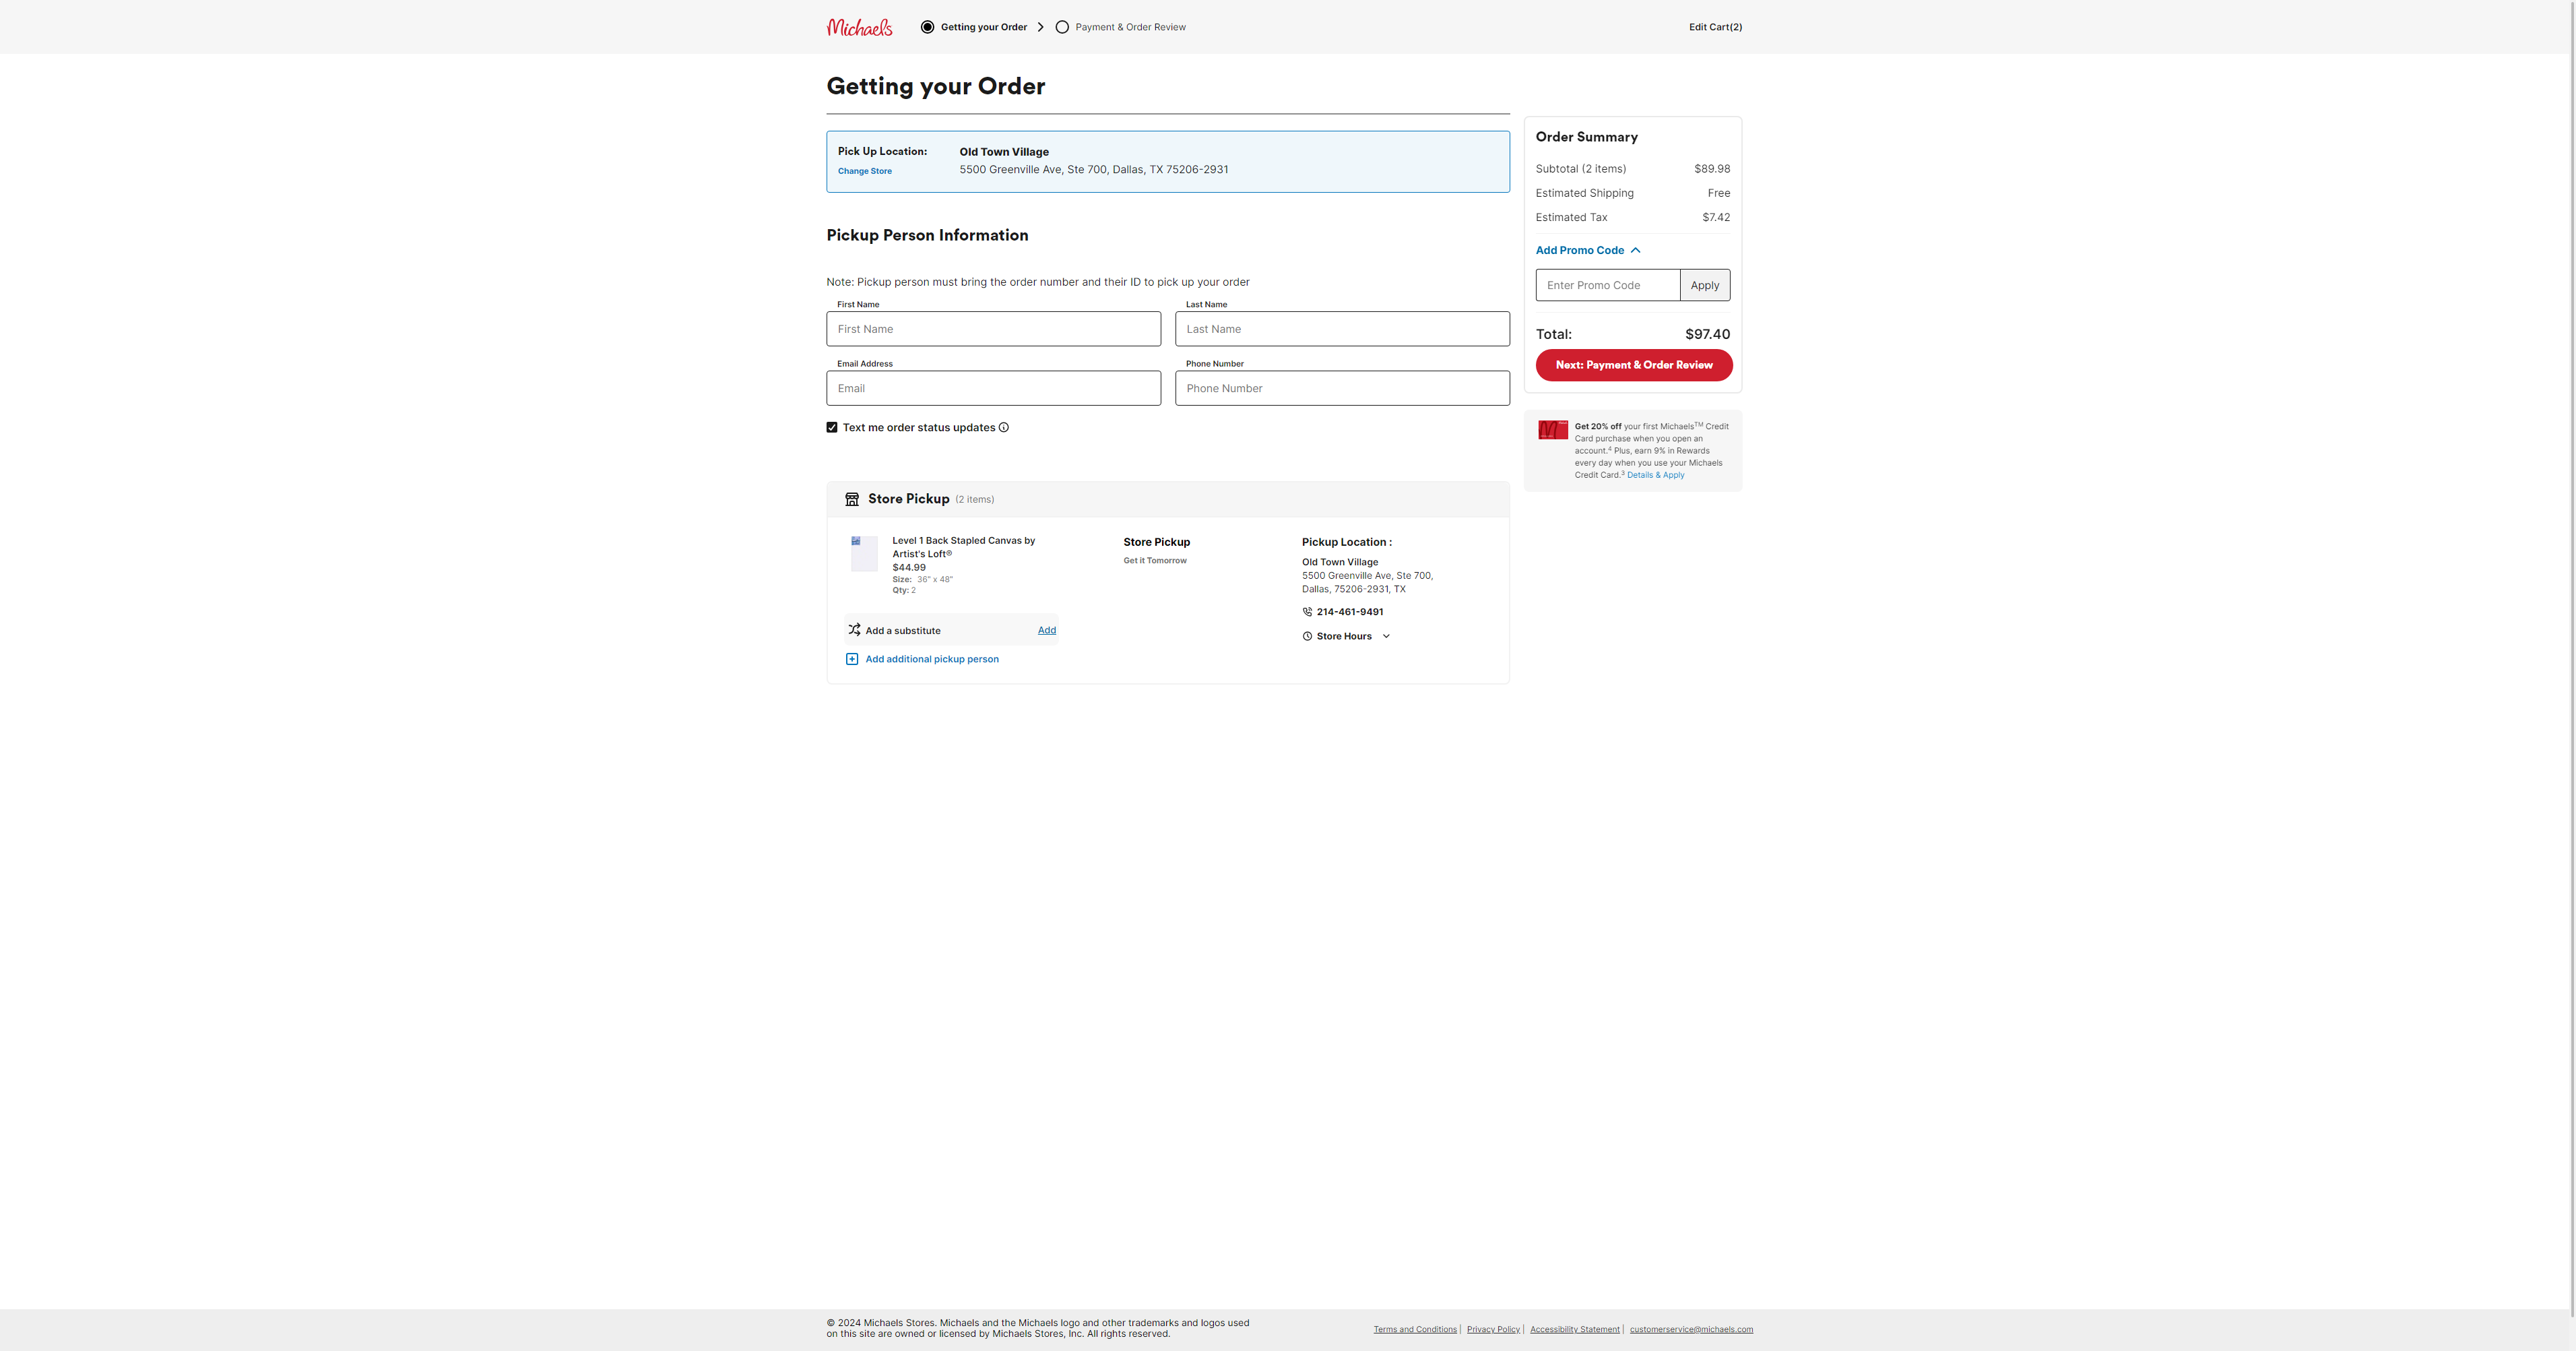 Michaels
Getting your Order
Payment & Order Review
Edit Cart(2)
Getting your Order
Pick Up Location:
Change Store
Old Town Village
5500 Greenville Ave, Ste 700, Dallas, TX 75206-2931
Pickup Person Information
Note: Pickup person must bring the order number and their ID to pick up your order
First Name
First Name
Last Name
Last Name
Email Address
Email
Phone Number
Phone Number
Text me order status updates
Store Pickup (2 items)
Level 1 Back Stapled Canvas by
Artist's Loft®
$44.99
Size: 36" x 48"
Qty: 2
Add a substitute
Add
Add additional pickup person
Store Pickup
Get it Tomorrow
Pickup Location :
Old Town Village
5500 Greenville Ave, Ste 700,
Dallas, 75206-2931, TX
214-461-9491
Store Hours
Order Summary
Subtotal (2 items) $89.98
Estimated Shipping Free
Estimated Tax $7.42
Add Promo Code
Enter Promo Code
Apply
Total: $97.40
Next: Payment & Order Review
Get 20% off your first Michaels™ Credit
Card purchase when you open an
account.⁴ Plus, earn 9% in Rewards
every day when you use your Michaels
Credit Card.³ Details & Apply
© 2024 Michaels Stores. Michaels and the Michaels logo and other trademarks and logos used
on this site are owned or licensed by Michaels Stores, Inc. All rights reserved.
Terms and Conditions | Privacy Policy | Accessibility Statement | customerservice@michaels.com